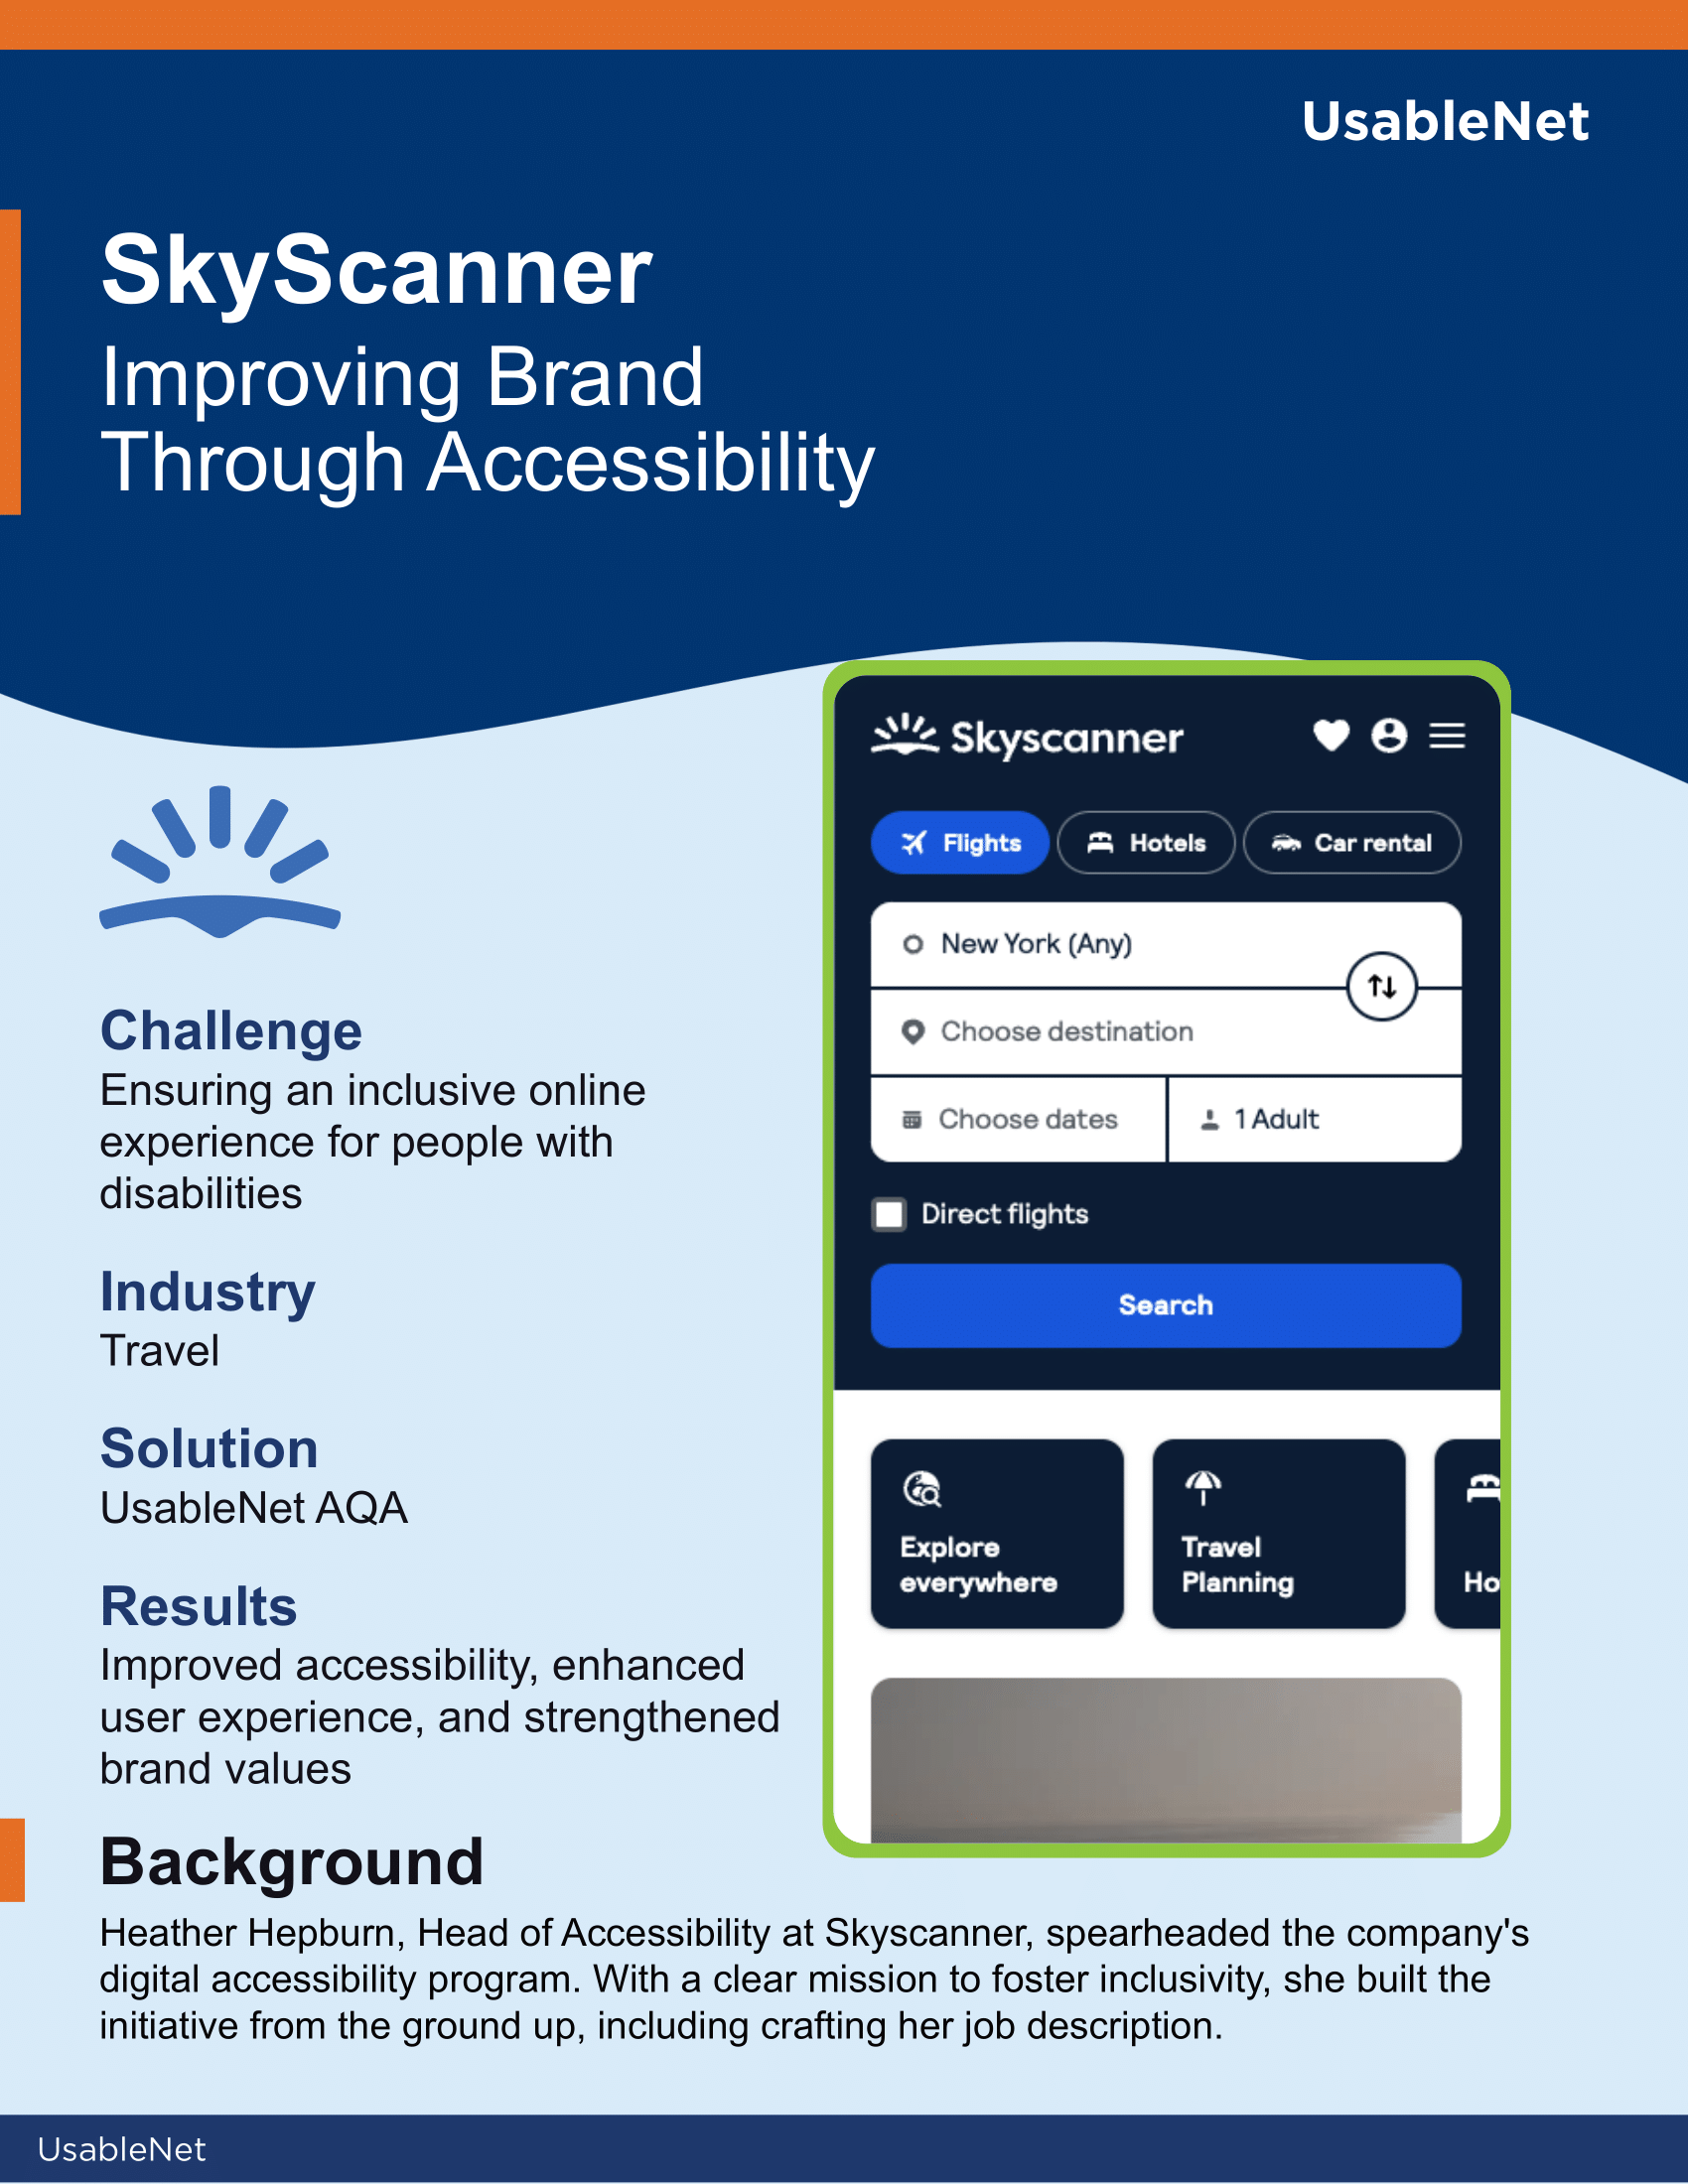 UsableNet
SkyScanner
Improving Brand
Through Accessibility
Skyscanner
Flights
Hotels
Car rental
New York (Any)
Choose destination
Choose dates
1 Adult
Direct flights
Search
Explore
everywhere
Travel
Planning
Ho
Challenge
Ensuring an inclusive online
experience for people with
disabilities
Industry
Travel
Solution
UsableNet AQA
Results
Improved accessibility, enhanced
user experience, and strengthened
brand values
Background
Heather Hepburn, Head of Accessibility at Skyscanner, spearheaded the company's
digital accessibility program. With a clear mission to foster inclusivity, she built the
initiative from the ground up, including crafting her job description.
UsableNet